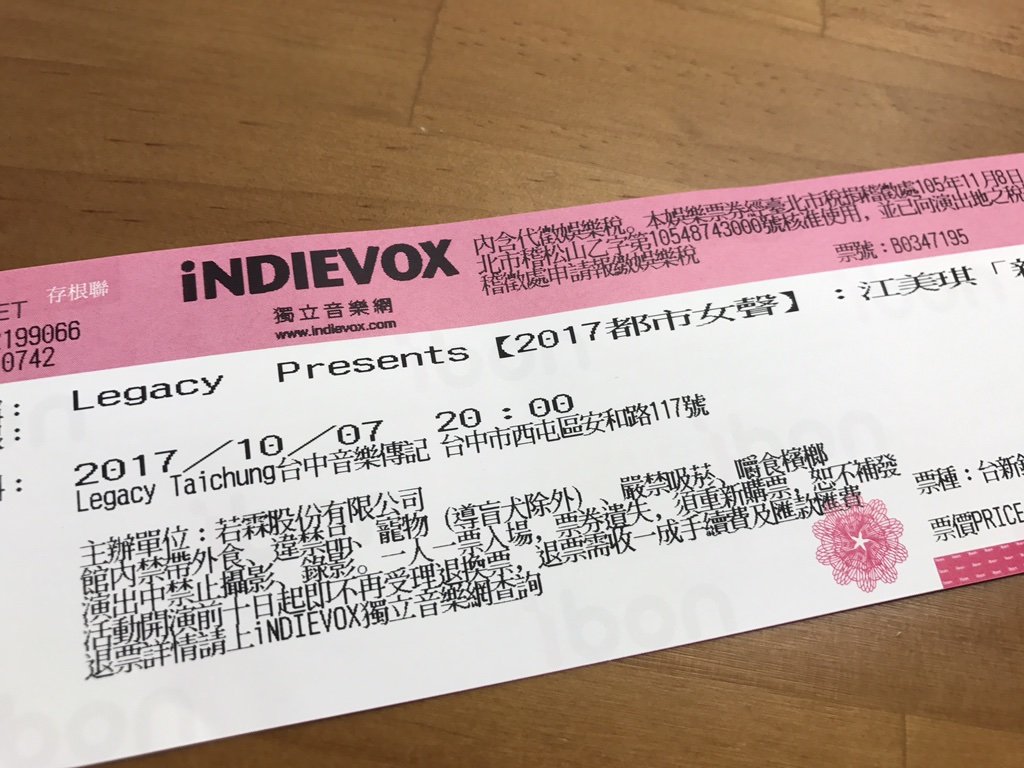 ET 存根聯
199066
0742
iNDIEVOX
獨立音樂網
www.indievox.com
內含代徵娛樂稅。本娛樂票券經臺北市稅捐稽徵處105年11月8日
北市稽松山乙字第10548743000號核准使用，並已向演出地之稅
稽徵處申請報繳娛樂稅
票號：B0347195
Legacy Presents【2017都市女聲】：江美琪「
2017／10／07 20：00
Legacy Taichung台中音樂傳記 台中市西屯區安和路117號
主辦單位：若霖股份有限公司
館內禁帶外食、違禁品、寵物（導盲犬除外）、嚴禁吸菸、嚼食檳榔
演出中禁止攝影、錄影。一人一票入場，票券遺失，須重新購票，恕不補發
活動開演前十日起即不再受理退換票，退票需收一成手續費及匯款匯費
退票詳情請上iNDIEVOX獨立音樂網查詢
票種：台新
票價PRICE